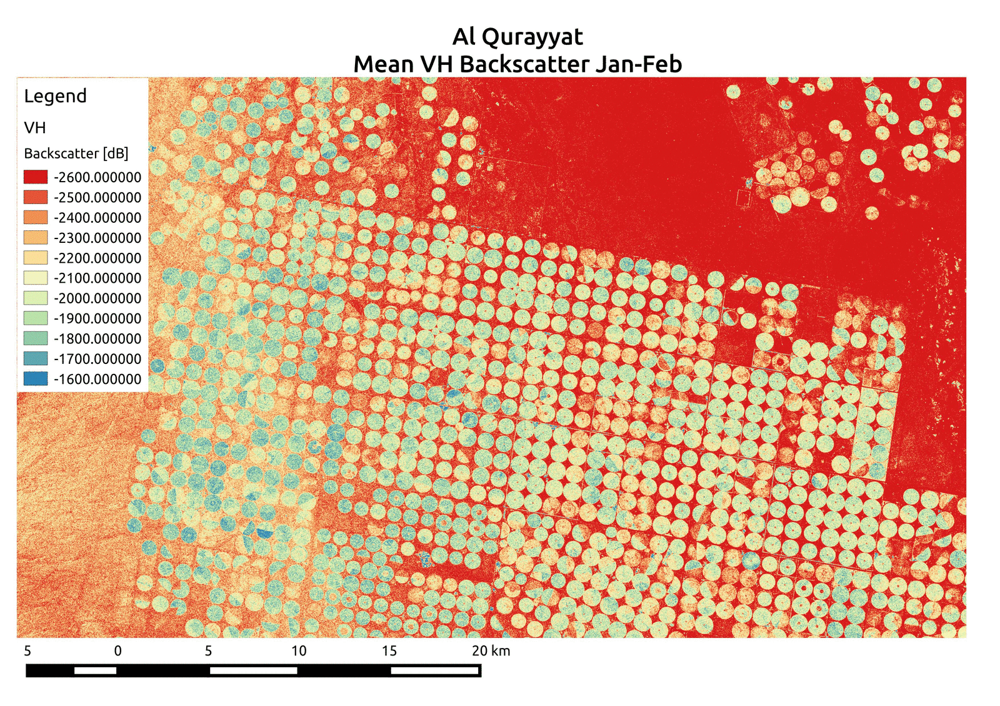 Al Qurayyat
Mean VH Backscatter Jan-Feb
Legend
VH
Backscatter [dB]
-2600.000000
-2500.000000
-2400.000000
-2300.000000
-2200.000000
-2100.000000
-2000.000000
-1900.000000
-1800.000000
-1700.000000
-1600.000000
5 0 5 10 15 20 km